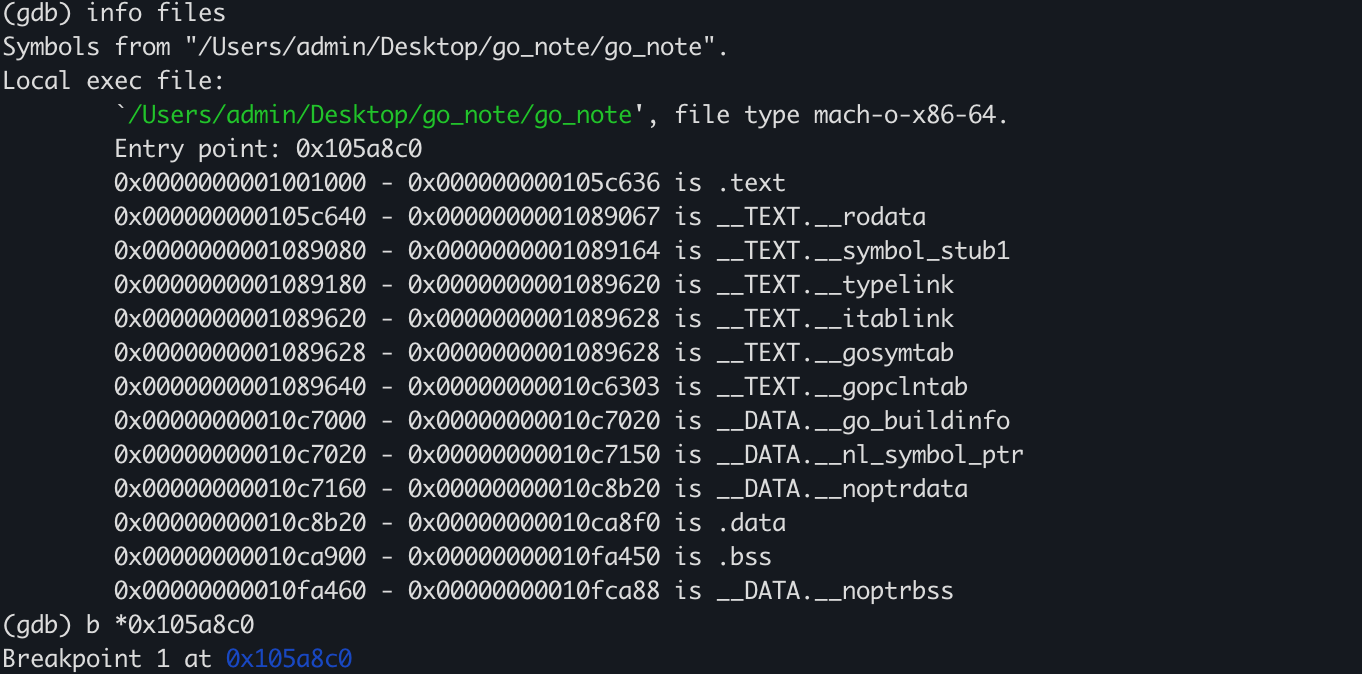 (gdb) info files
Symbols from "/Users/admin/Desktop/go_note/go_note".
Local exec file:
`/Users/admin/Desktop/go_note/go_note', file type mach-o-x86-64.
Entry point: 0x105a8c0
0x0000000001001000 - 0x000000000105c636 is .text
0x000000000105c640 - 0x0000000001089067 is __TEXT.__rodata
0x0000000001089080 - 0x0000000001089164 is __TEXT.__symbol_stub1
0x0000000001089180 - 0x0000000001089620 is __TEXT.__typelink
0x0000000001089620 - 0x0000000001089628 is __TEXT.__itablink
0x0000000001089628 - 0x0000000001089628 is __TEXT.__gosymtab
0x0000000001089640 - 0x00000000010c6303 is __TEXT.__gopclntab
0x00000000010c7000 - 0x00000000010c7020 is __DATA.__go_buildinfo
0x00000000010c7020 - 0x00000000010c7150 is __DATA.__nl_symbol_ptr
0x00000000010c7160 - 0x00000000010c8b20 is __DATA.__noptrdata
0x00000000010c8b20 - 0x00000000010ca8f0 is .data
0x00000000010ca900 - 0x00000000010fa450 is .bss
0x00000000010fa460 - 0x00000000010fca88 is __DATA.__noptrbss
(gdb) b *0x105a8c0
Breakpoint 1 at 0x105a8c0